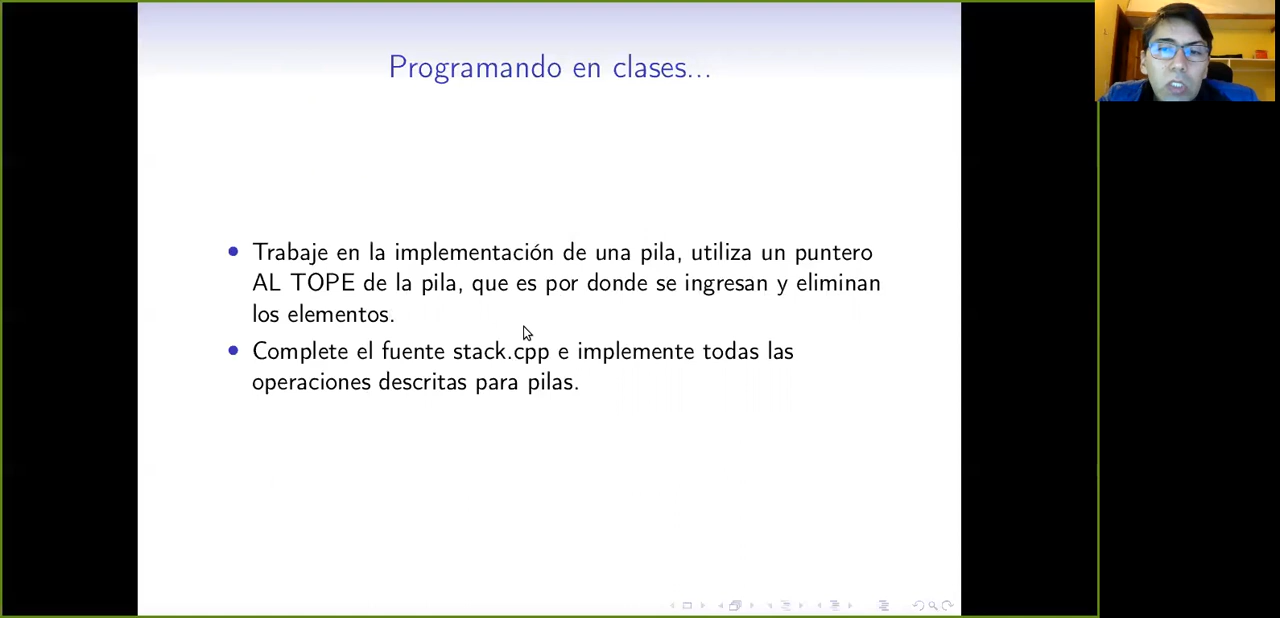 Programando en clases...
Trabaje en la implementación de una pila, utiliza un puntero
AL TOPE de la pila, que es por donde se ingresan y eliminan
los elementos.
Complete el fuente stack.cpp e implemente todas las
operaciones descritas para pilas.